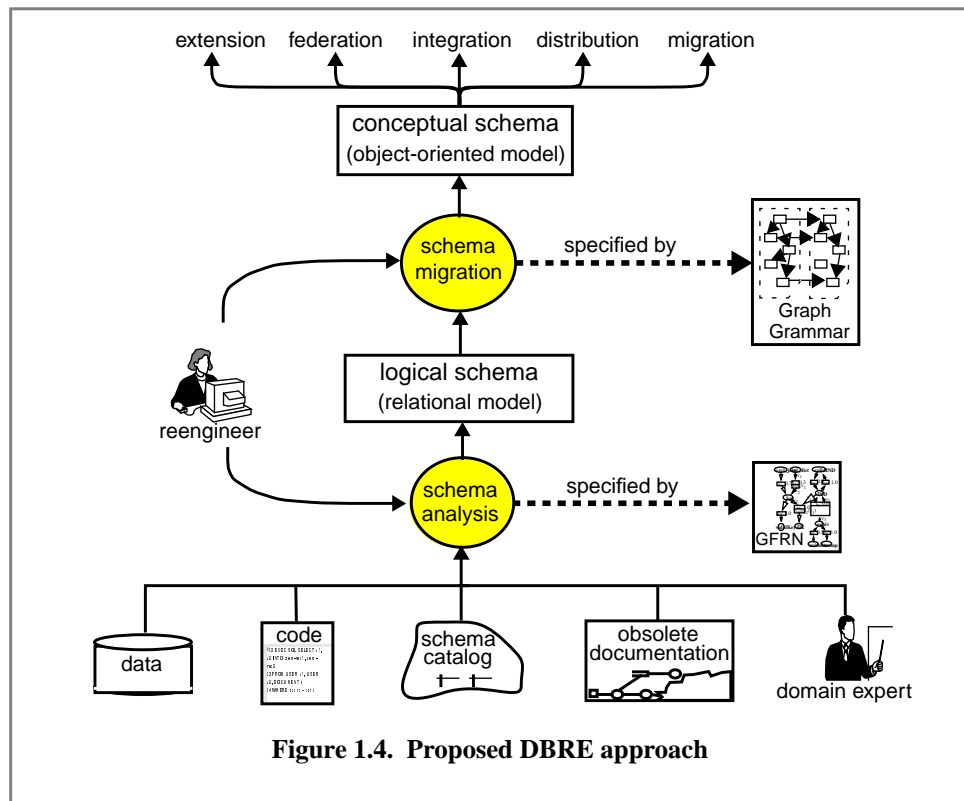 extension federation integration distribution migration
conceptual schema
(object-oriented model)
schema
migration
specified by
Graph
Grammar
logical schema
(relational model)
reengineer
schema
analysis
specified by
GFRN
data
code
schema
catalog
obsolete
documentation
domain expert
Figure 1.4. Proposed DBRE approach